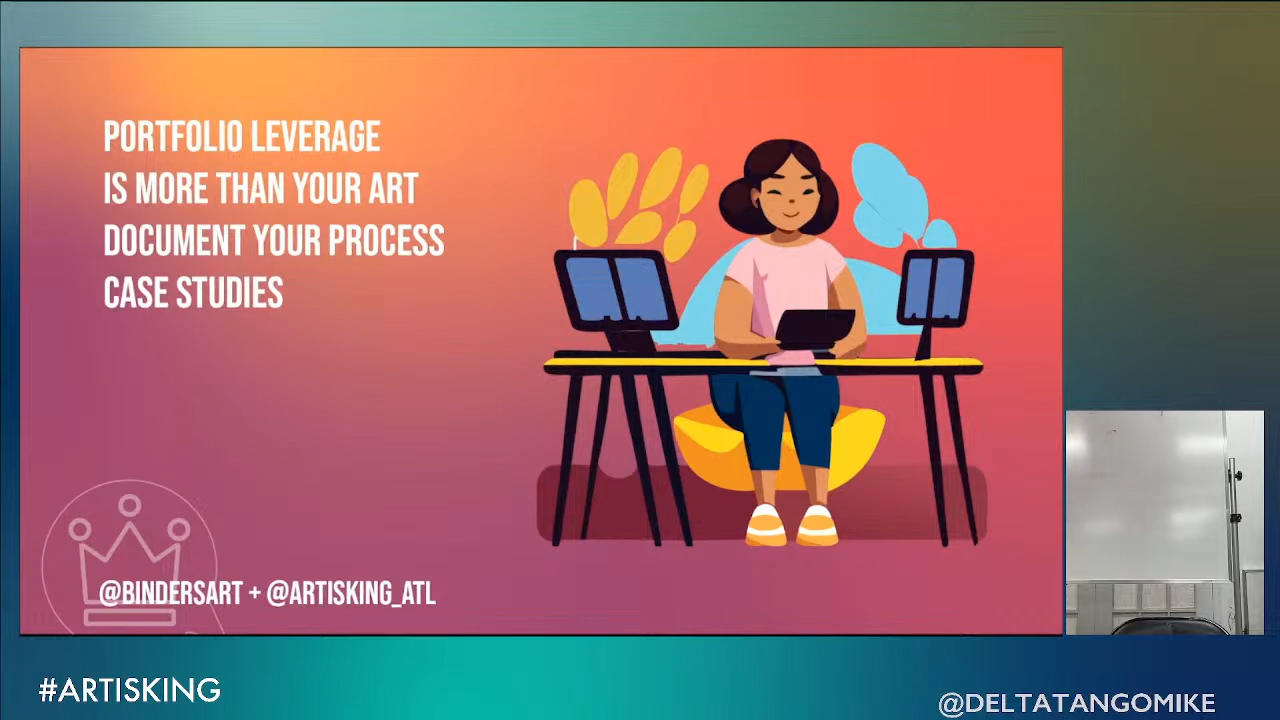 PORTFOLIO LEVERAGE
IS MORE THAN YOUR ART
DOCUMENT YOUR PROCESS
CASE STUDIES
@BINDERSART + @ARTISKING_ATL
#ARTISKING
@DELTATANGOMIKE